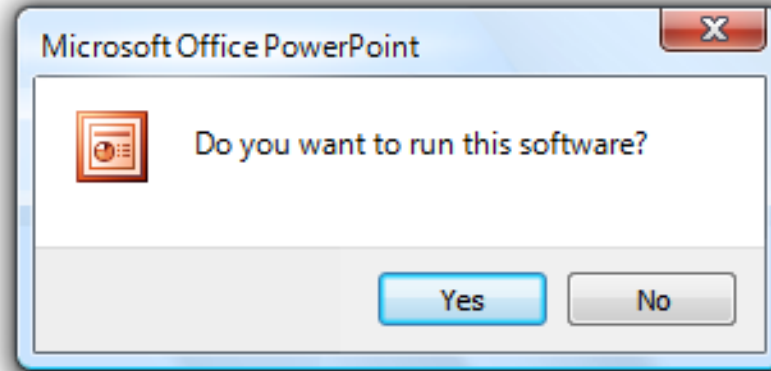 Microsoft Office PowerPoint
Do you want to run this software?
Yes No